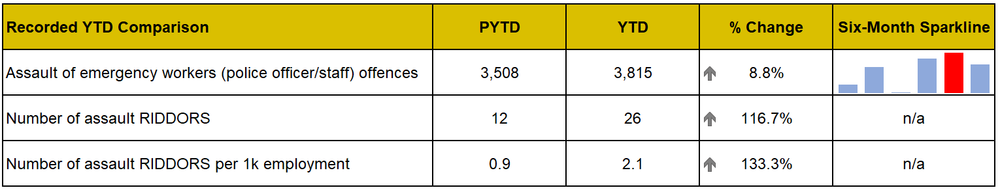 Recorded YTD Comparison PYTD YTD % Change Six-Month Sparkline
Assault of emergency workers (police officer/staff) offences 3,508 3,815 8.8%
Number of assault RIDDORS 12 26 116.7% n/a
Number of assault RIDDORS per 1k employment 0.9 2.1 133.3% n/a